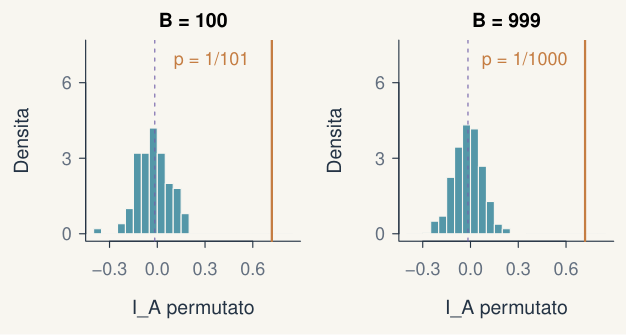 B = 100
p = 1/101
Densita
6
3
0
−0.3 0.0 0.3 0.6
I_A permutato
B = 999
p = 1/1000
Densita
6
3
0
−0.3 0.0 0.3 0.6
I_A permutato